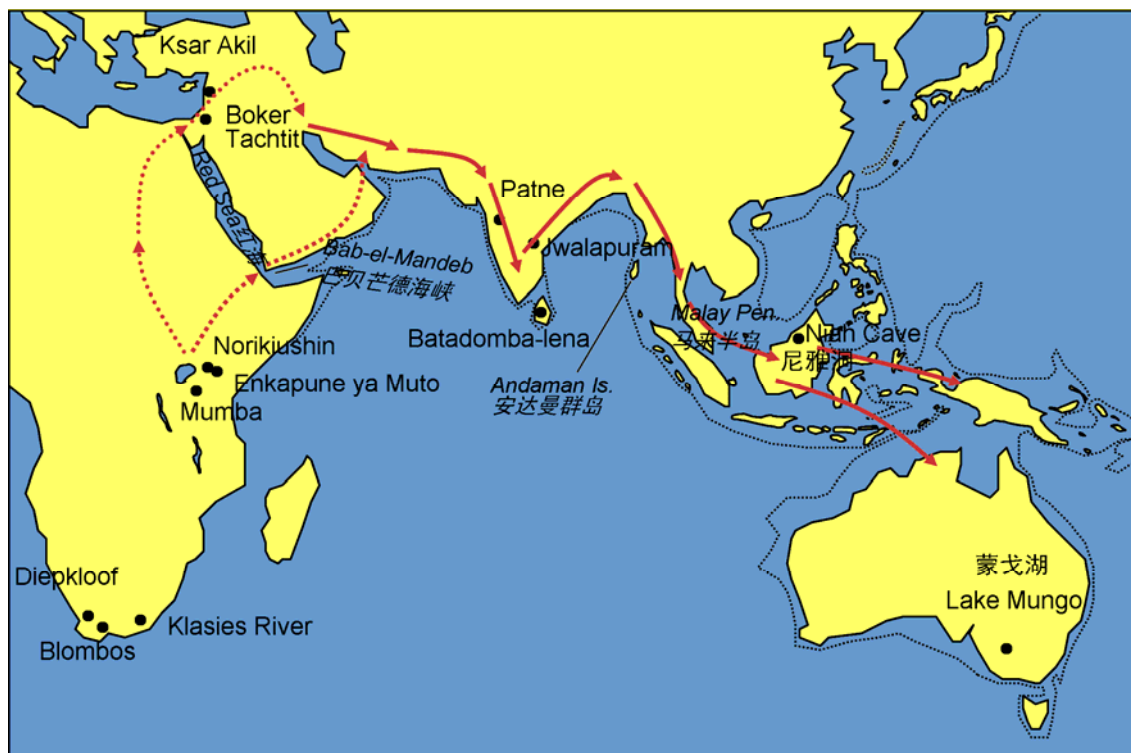 Ksar Akil
Boker
Tachtit
Red Sea红海
Patne
Jwalapuram
Bab-el-Mandeb
巴贝芒德海峡
Malay Pen.
马来半岛
Niah Cave
尼雅洞
Batadomba-lena
Norikiushin
Enkapune ya Muto
Mumba
Andaman Is.
安达曼群岛
Diepkloof
Klasies River
Blombos
蒙戈湖
Lake Mungo